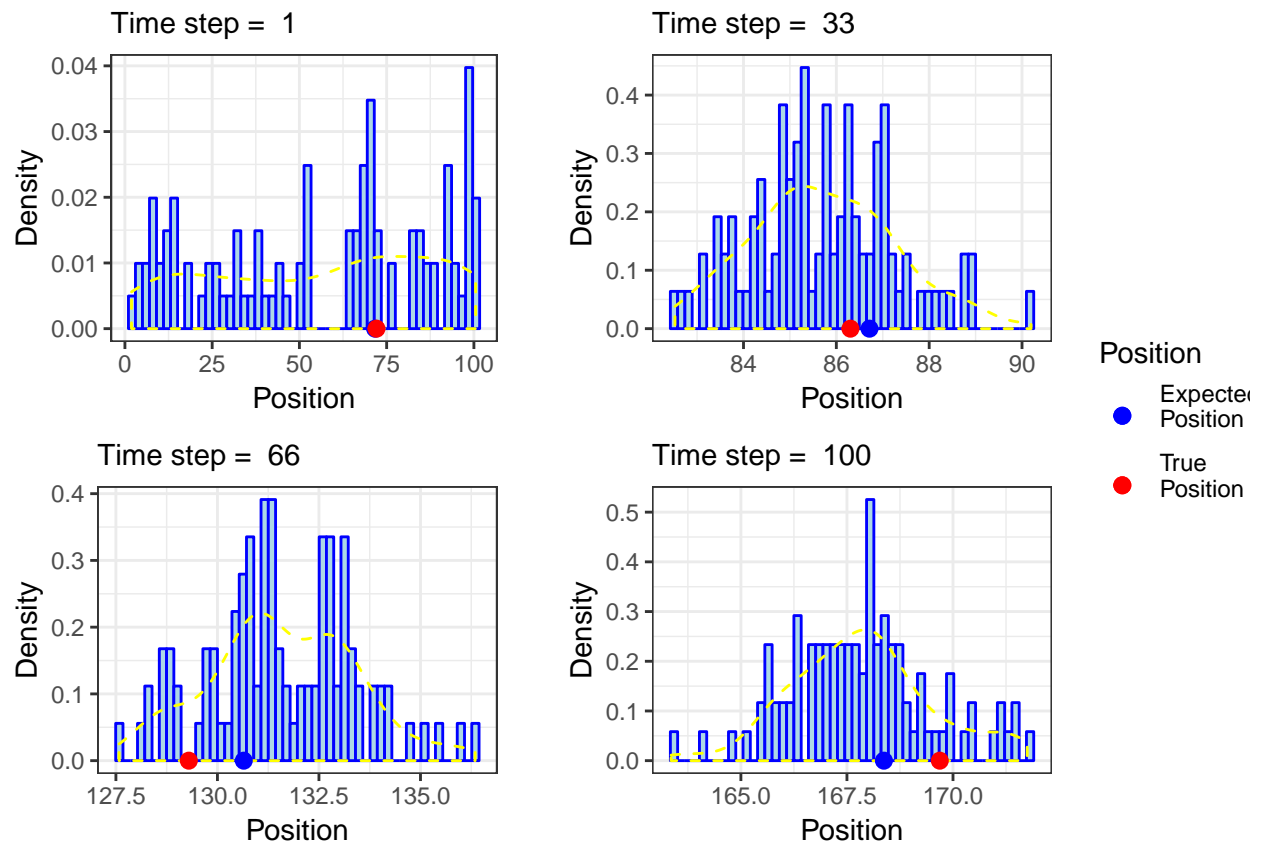 Time step =  1
0.04
0.03
0.02
0.01
0.00
Density
0
25
50
75
100
Position
Time step =  33
0.4
0.3
0.2
0.1
0.0
Density
84
86
88
90
Position
Time step =  66
0.4
0.3
0.2
0.1
0.0
Density
127.5
130.0
132.5
135.0
Position
Time step =  100
0.5
0.4
0.3
0.2
0.1
0.0
Density
165.0
167.5
170.0
Position
Position
Expecte
Position
True
Position